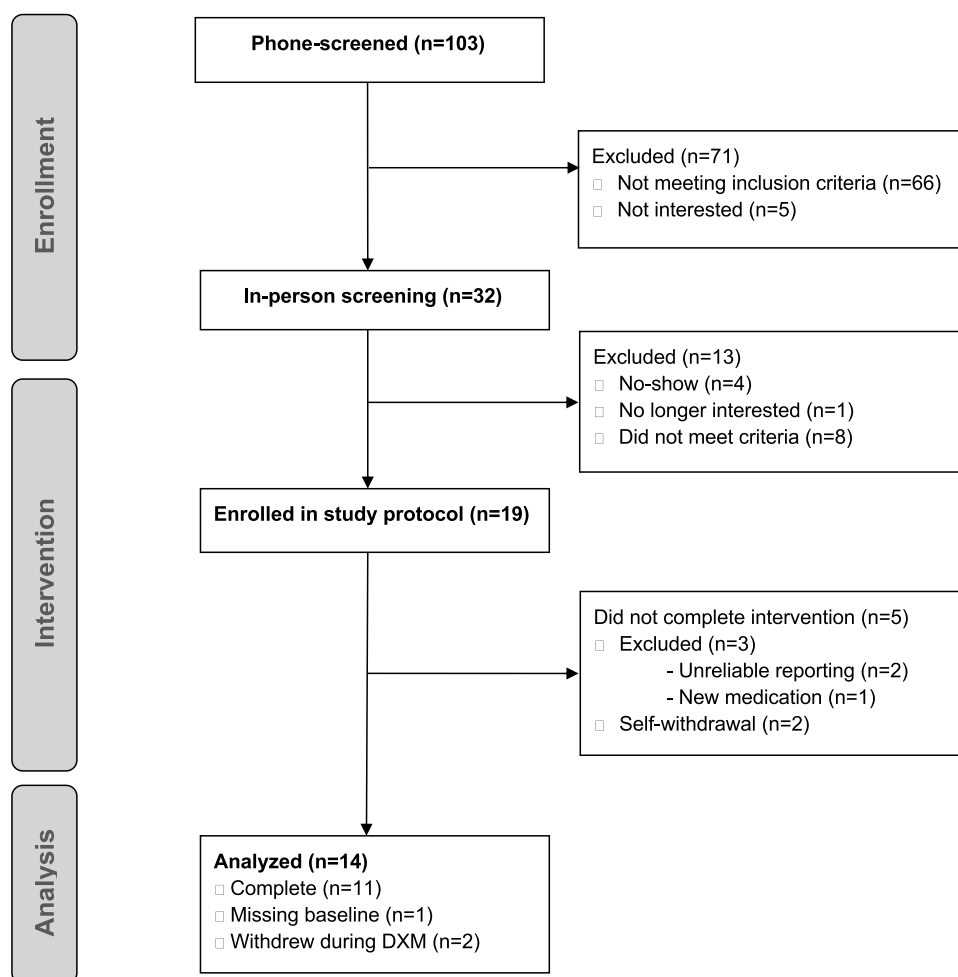 Enrollment
Phone-screened (n=103)
Excluded (n=71)
Not meeting inclusion criteria (n=66)
Not interested (n=5)
In-person screening (n=32)
Excluded (n=13)
No-show (n=4)
No longer interested (n=1)
Did not meet criteria (n=8)
Intervention
Enrolled in study protocol (n=19)
Did not complete intervention (n=5)
Excluded (n=3)
- Unreliable reporting (n=2)
- New medication (n=1)
Self-withdrawal (n=2)
Analysis
Analyzed (n=14)
Complete (n=11)
Missing baseline (n=1)
Withdrew during DXM (n=2)